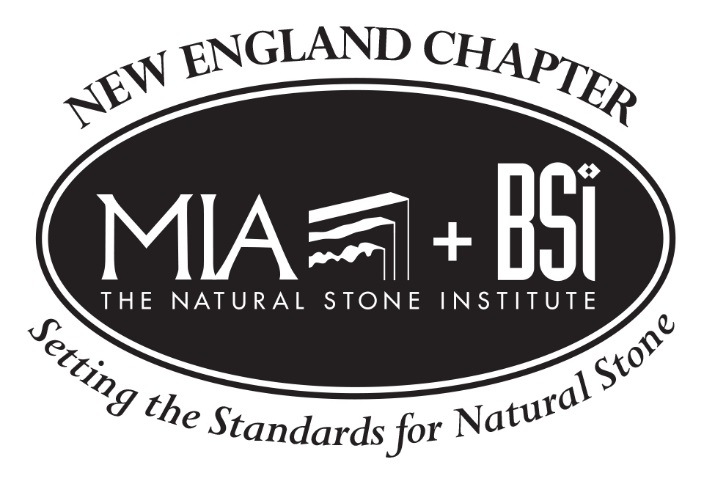 NEW ENGLAND CHAPTER
MIA + BSi
THE NATURAL STONE INSTITUTE
Setting the Standards for Natural Stone